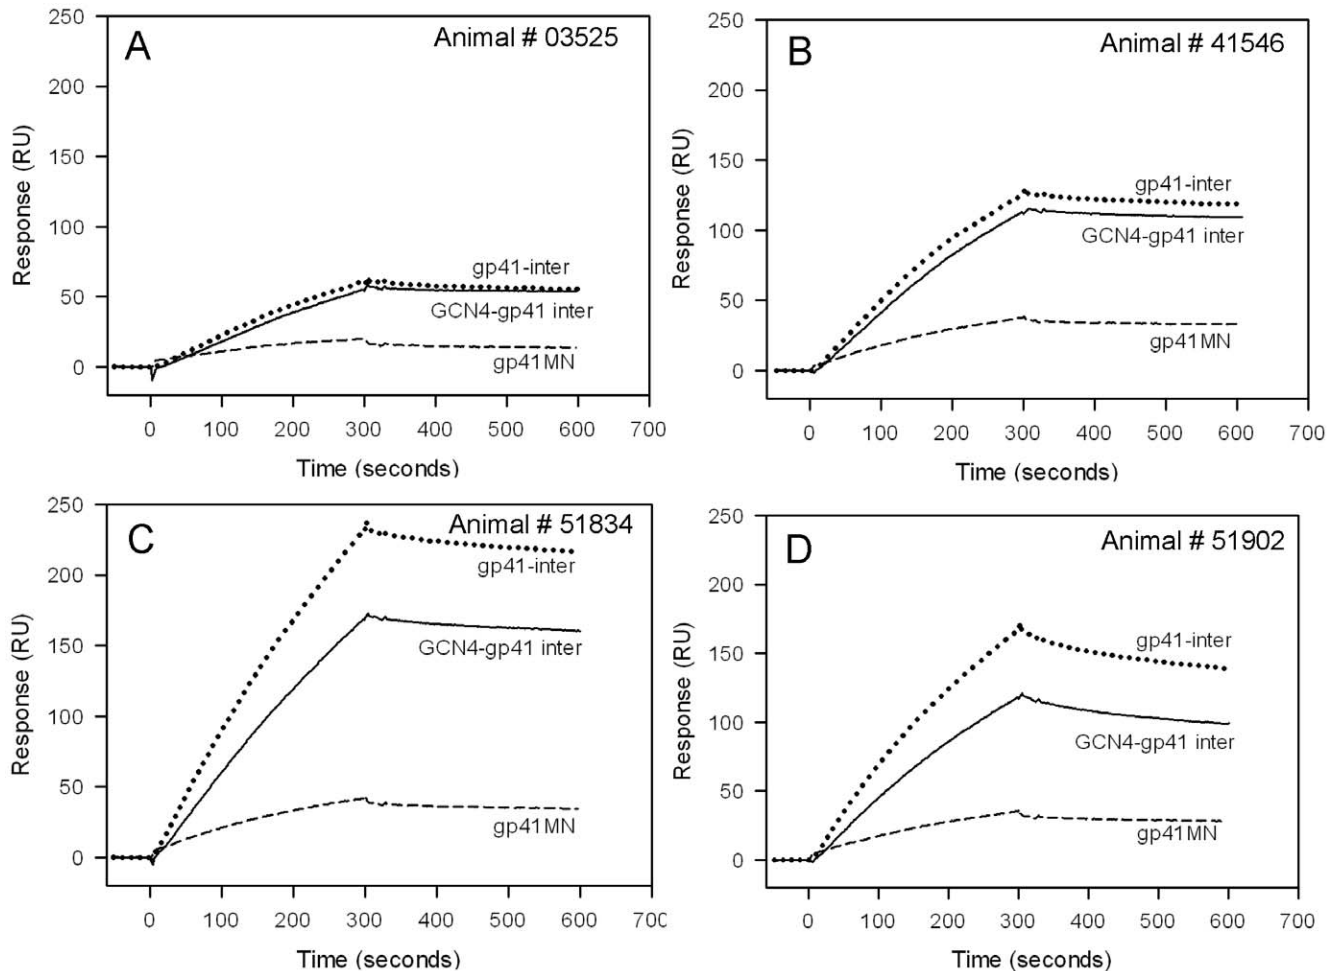 A
Animal # 03525
250
200
150
100
50
0
Response (RU)
gp41-inter
GCN4-gp41 inter
gp41MN
0 100 200 300 400 500 600 700
Time (seconds)
B
Animal # 41546
250
200
150
100
50
0
Response (RU)
gp41-inter
GCN4-gp41 inter
gp41MN
0 100 200 300 400 500 600 700
Time (seconds)
C
Animal # 51834
250
200
150
100
50
0
Response (RU)
gp41-inter
GCN4-gp41 inter
gp41MN
0 100 200 300 400 500 600 700
Time (seconds)
D
Animal # 51902
250
200
150
100
50
0
Response (RU)
gp41-inter
GCN4-gp41 inter
gp41MN
0 100 200 300 400 500 600 700
Time (seconds)